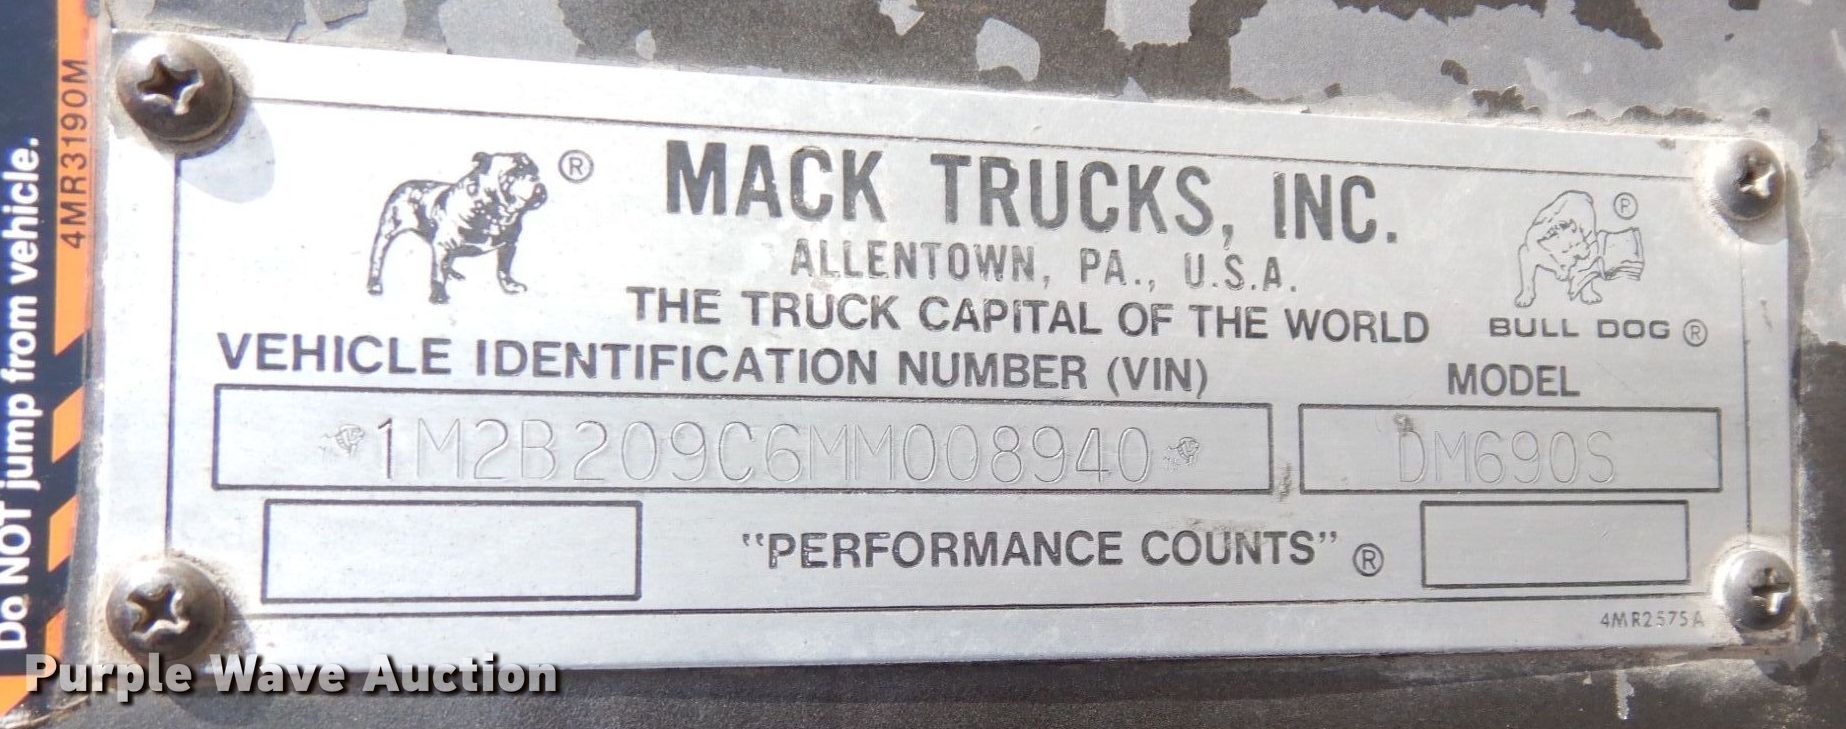 Do NOT jump from vehicle.
4MR3190M
®
MACK TRUCKS, INC.
ALLENTOWN, PA., U.S.A.
THE TRUCK CAPITAL OF THE WORLD
®
BULL DOG ®
VEHICLE IDENTIFICATION NUMBER (VIN)
MODEL
1M2B209C6MM008940
DM690S
"PERFORMANCE COUNTS" ®
4MR2575A
Purple Wave Auction